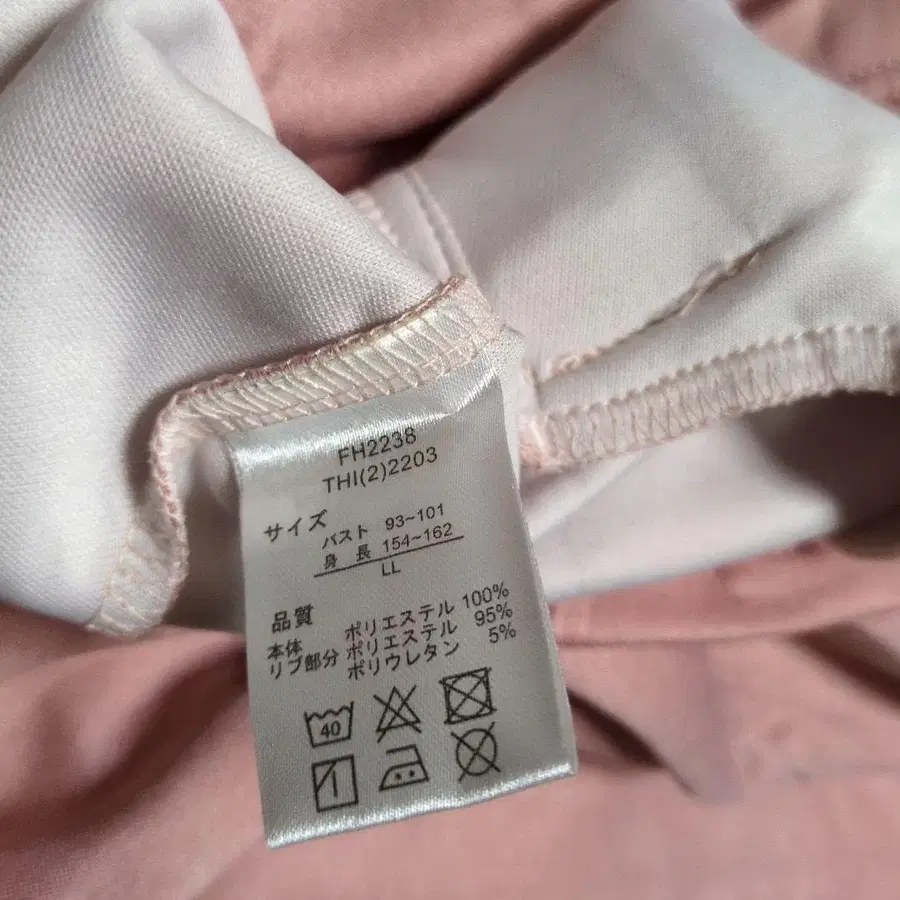 FH2238
THI(2)2203
サイズ
バスト 93~101
身 長 154~162
LL
品質
本体 ポリエステル 100%
リブ部分 ポリエステル 95%
ポリウレタン 5%
40